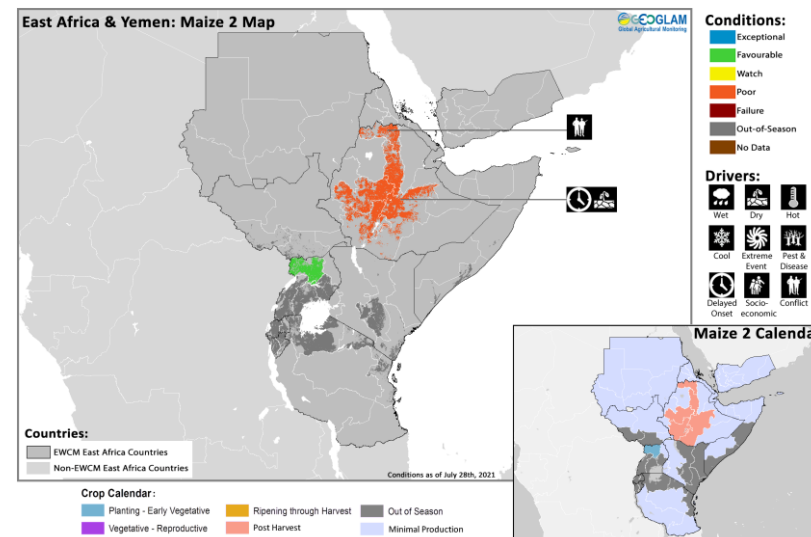 East Africa & Yemen: Maize 2 Map
GEOGLAM
Global Agricultural Monitoring
Conditions:
Exceptional
Favourable
Watch
Poor
Failure
Out-of-Season
No Data
Drivers:
Wet
Dry
Hot
Cool
Extreme
Event
Pest &
Disease
Delayed
Onset
Socio-
economic
Conflict
Countries:
EWCM East Africa Countries
Non-EWCM East Africa Countries
Conditions as of July 28th, 2021
Maize 2 Calenda
Crop Calendar:
Planting - Early Vegetative
Ripening through Harvest
Out of Season
Vegetative - Reproductive
Post Harvest
Minimal Production